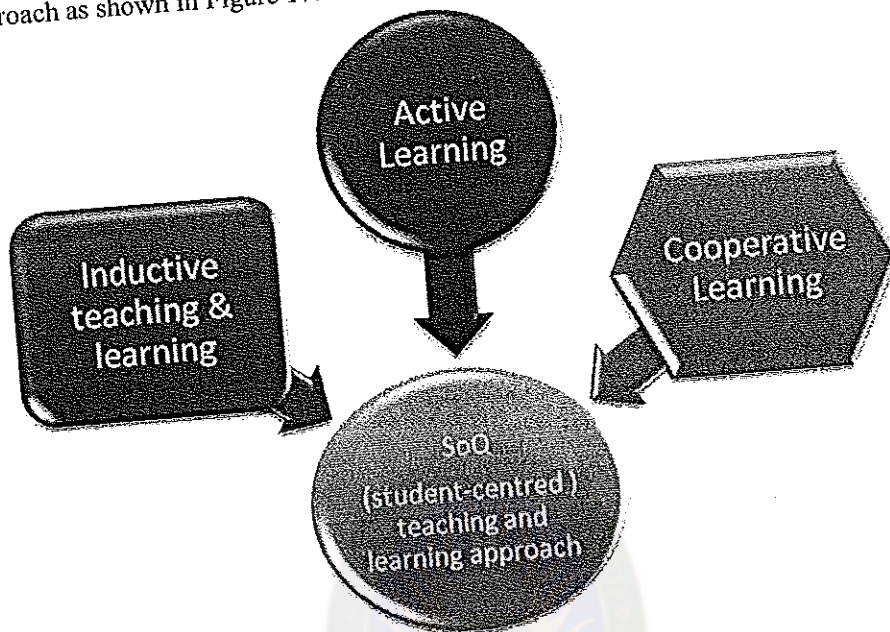 roach as shown in Figure
Active
Learning
Inductive
teaching &
learning
Cooperative
Learning
SoQ
(student-centred )
teaching and
learning approach